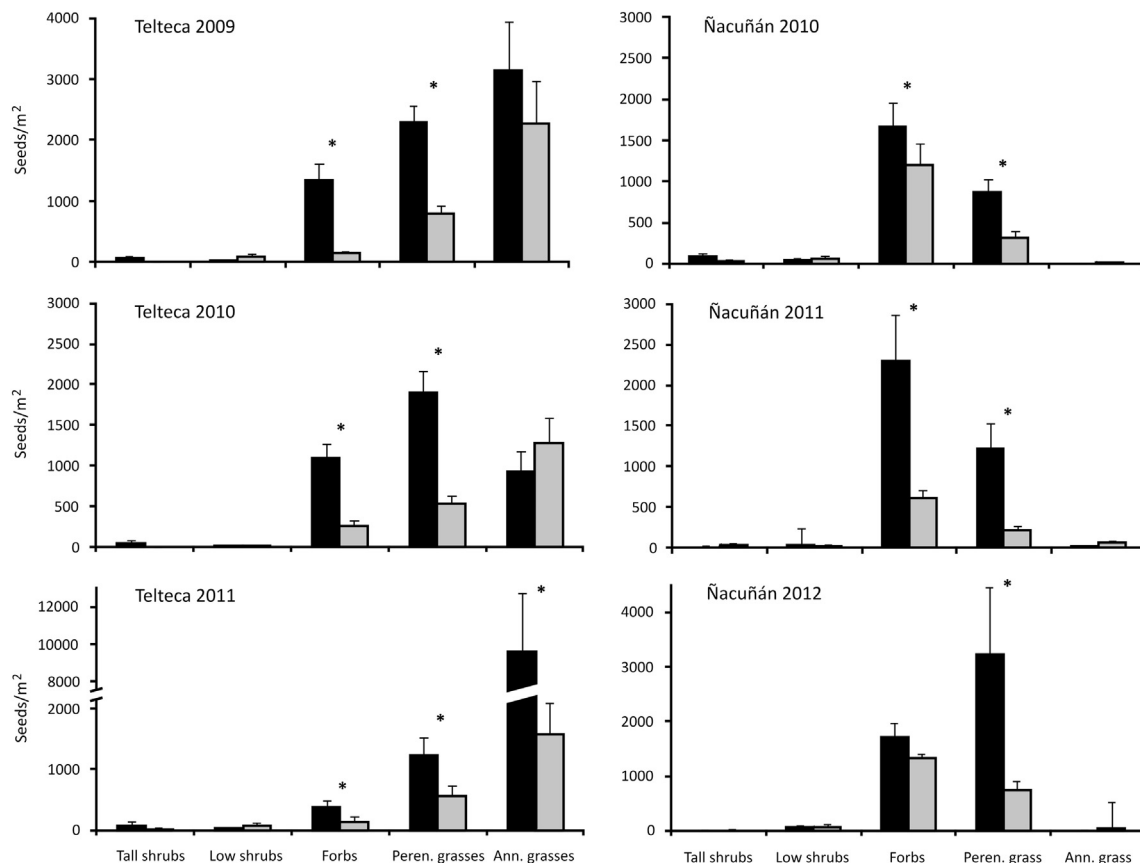 Telteca 2009
Seeds/m²
4000
3000
2000
1000
0
*
*
Ñacuñán 2010
3000
2500
2000
1500
1000
500
0
*
*
Telteca 2010
Seeds/m²
3000
2500
2000
1500
1000
500
0
*
*
Ñacuñán 2011
3000
2500
2000
1500
1000
500
0
*
*
Telteca 2011
Seeds/m²
12000
10000
8000
2000
1000
0
*
*
*
Tall shrubs
Low shrubs
Forbs
Peren. grasses
Ann. grasses
Ñacuñán 2012
4000
3000
2000
1000
0
*
Tall shrubs
Low shrubs
Forbs
Peren. grass
Ann. grass